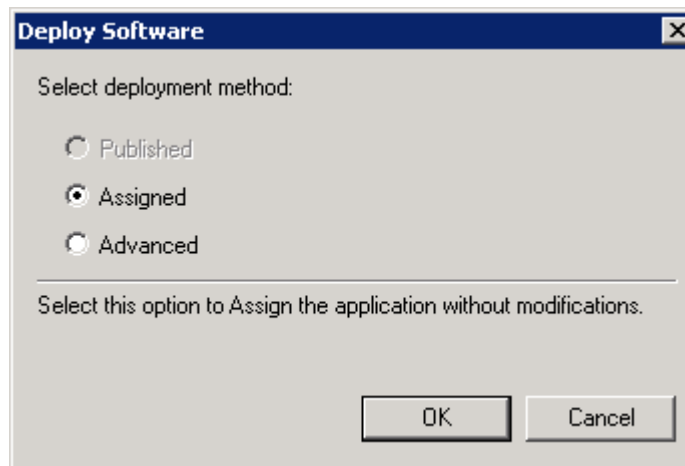 Deploy Software
Select deployment method:
Published
Assigned
Advanced
Select this option to Assign the application without modifications.
OK Cancel